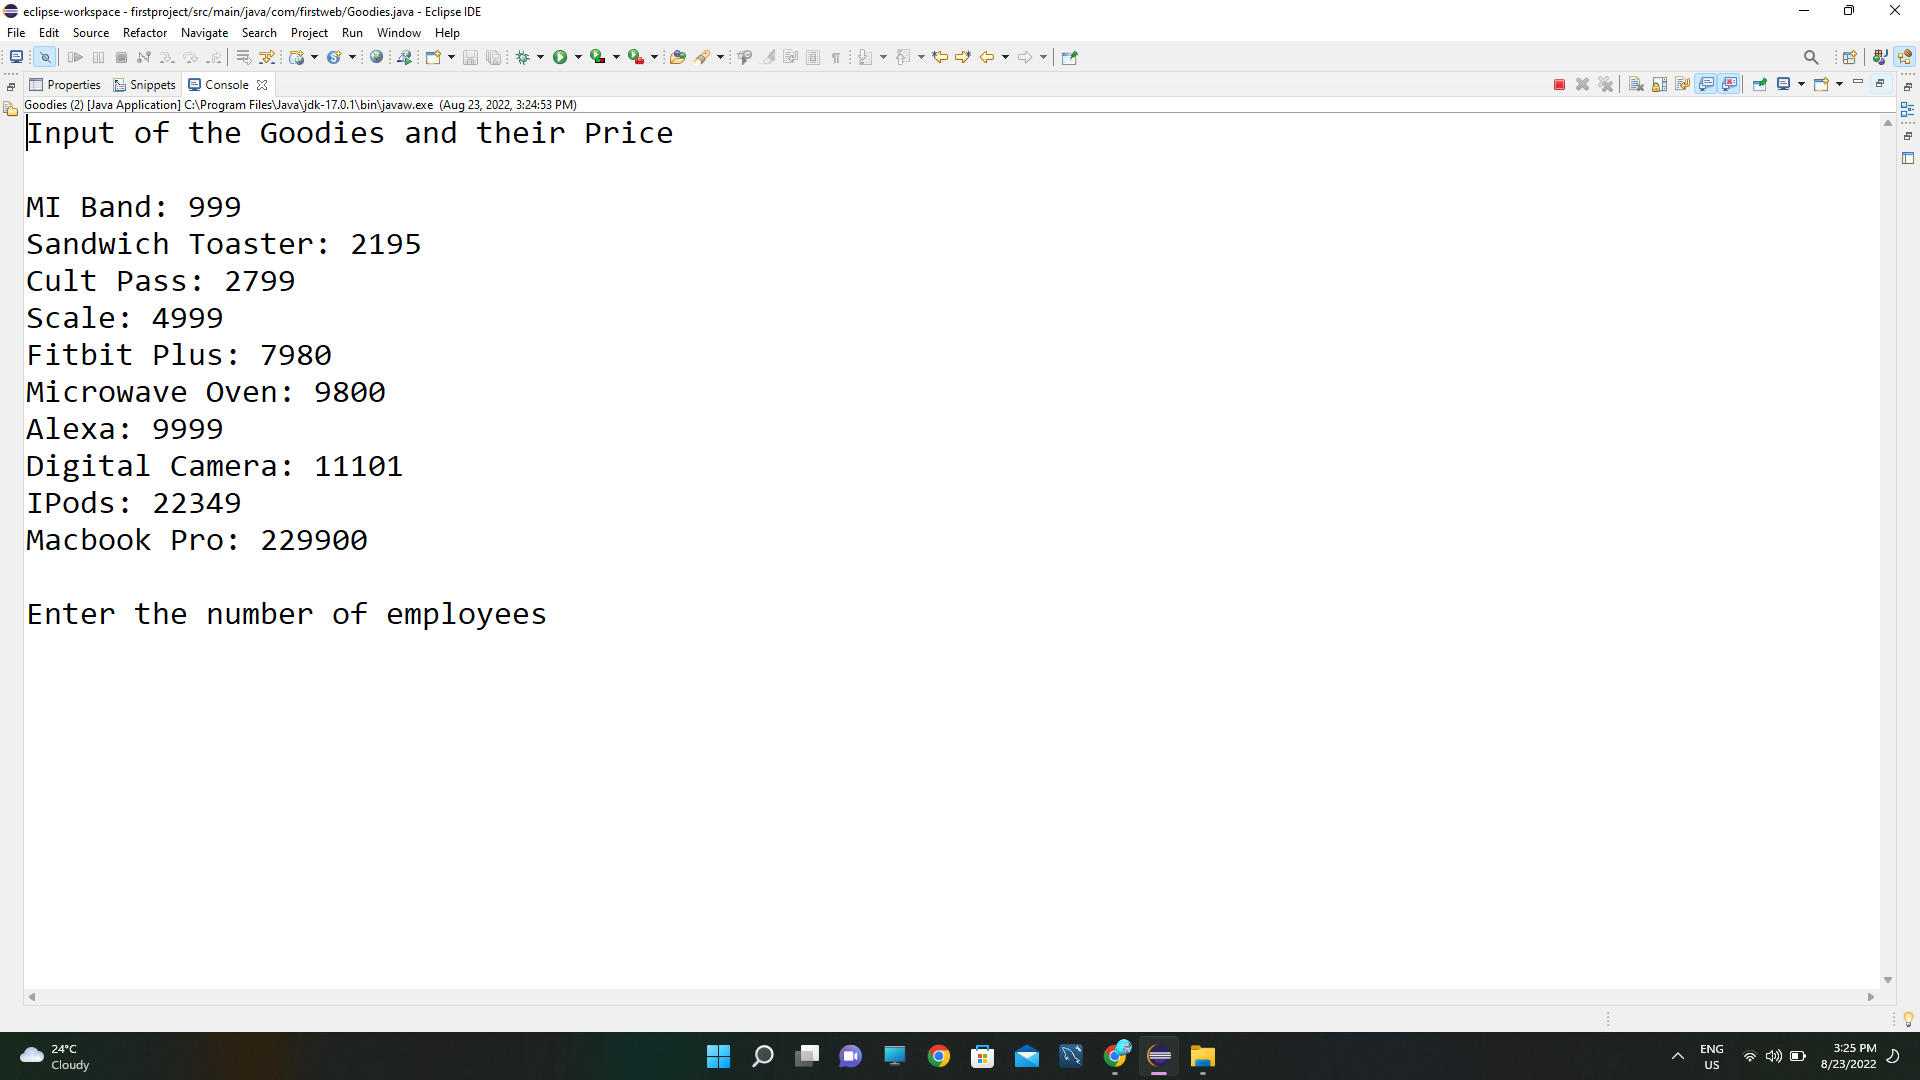 eclipse-workspace - firstproject/src/main/java/com/firstweb/Goodies.java - Eclipse IDE
File Edit Source Refactor Navigate Search Project Run Window Help
Properties Snippets Console
Goodies (2) [Java Application] C:\Program Files\Java\jdk-17.0.1\bin\javaw.exe (Aug 23, 2022, 3:24:53 PM)
Input of the Goodies and their Price
MI Band: 999
Sandwich Toaster: 2195
Cult Pass: 2799
Scale: 4999
Fitbit Plus: 7980
Microwave Oven: 9800
Alexa: 9999
Digital Camera: 11101
IPods: 22349
Macbook Pro: 229900
Enter the number of employees
24°C
Cloudy
ENG
US
3:25 PM
8/23/2022